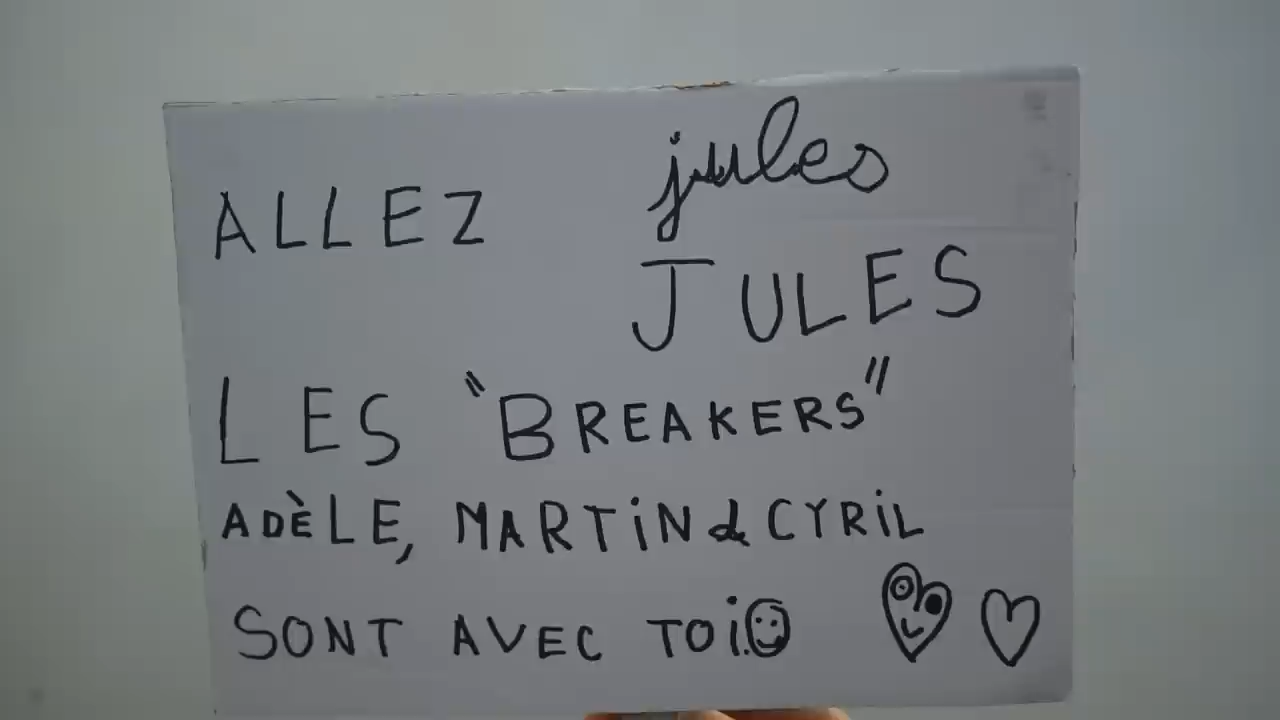 ALLEZ jules
JULES
LES "BREAKERS"
ADÈLE, MARTIN & CYRIL
SONT AVEC TOI